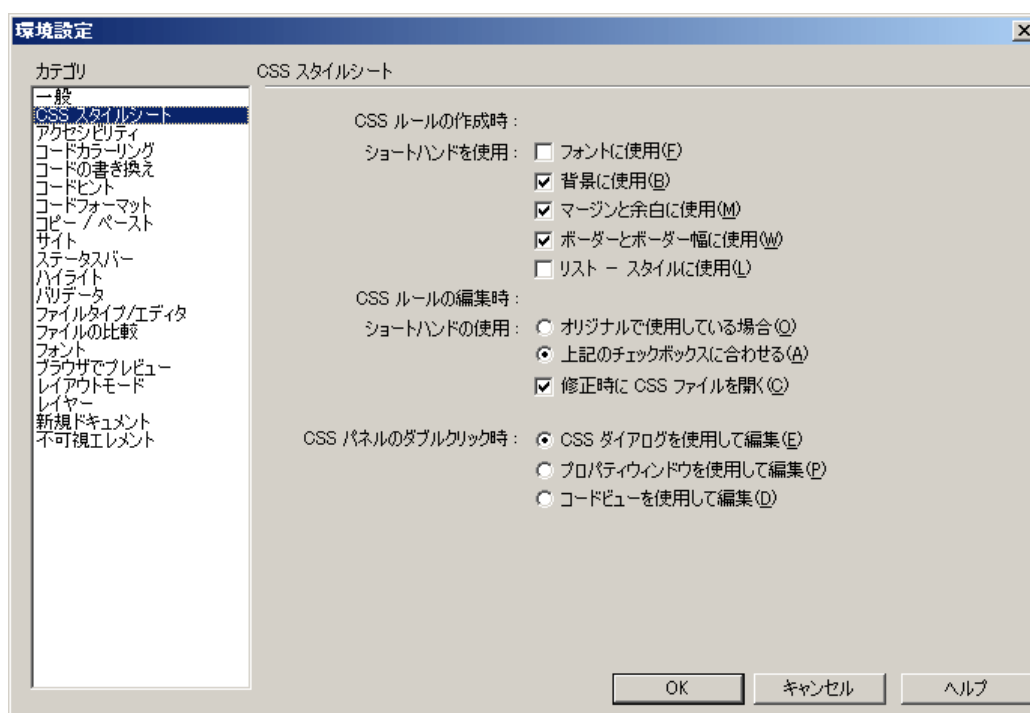 環境設定
カテゴリ
一般
CSS スタイルシート
アクセシビリティ
コードカラーリング
コードの書き換え
コードヒント
コードフォーマット
コピー / ペースト
サイト
ステータスバー
ハイライト
バリデータ
ファイルタイプ/エディタ
ファイルの比較
フォント
ブラウザでプレビュー
レイアウトモード
レイヤー
新規ドキュメント
不可視エレメント
CSS スタイルシート
CSS ルールの作成時 :
ショートハンドを使用 : フォントに使用(F)
背景に使用(B)
マージンと余白に使用(M)
ボーダーとボーダー幅に使用(W)
リスト - スタイルに使用(L)
CSS ルールの編集時 :
ショートハンドの使用 : オリジナルで使用している場合(O)
上記のチェックボックスに合わせる(A)
修正時に CSS ファイルを開く(C)
CSS パネルのダブルクリック時 : CSS ダイアログを使用して編集(E)
プロパティウィンドウを使用して編集(P)
コードビューを使用して編集(D)
OK キャンセル ヘルプ